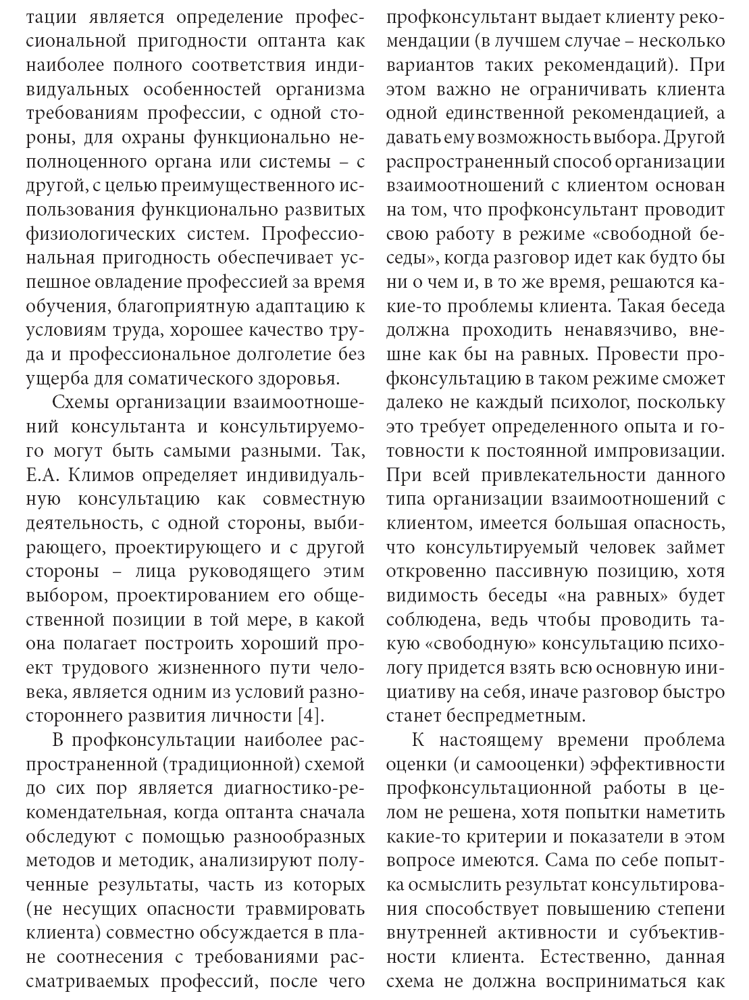 тации является определение профес-
сиональной пригодности оптанта как
наиболее полного соответствия инди-
видуальных особенностей организма
требованиям профессии, с одной сто-
роны, для охраны функционально не-
полноценного органа или системы – с
другой, с целью преимущественного ис-
пользования функционально развитых
физиологических систем. Профессио-
нальная пригодность обеспечивает ус-
пешное овладение профессией за время
обучения, благоприятную адаптацию к
условиям труда, хорошее качество тру-
да и профессиональное долголетие без
ущерба для соматического здоровья.
Схемы организации взаимоотноше-
ний консультанта и консультируемо-
го могут быть самыми разными. Так,
Е.А. Климов определяет индивидуаль-
ную консультацию как совместную
деятельность, с одной стороны, выби-
рающего, проектирующего и с другой
стороны – лица руководящего этим
выбором, проектированием его обще-
ственной позиции в той мере, в какой
она полагает построить хороший про-
ект трудового жизненного пути чело-
века, является одним из условий разно-
стороннего развития личности [4].
В профконсультации наиболее рас-
пространенной (традиционной) схемой
до сих пор является диагностико-ре-
комендательная, когда оптанта сначала
обследуют с помощью разнообразных
методов и методик, анализируют полу-
ченные результаты, часть из которых
(не несущих опасности травмировать
клиента) совместно обсуждается в пла-
не соотнесения с требованиями рас-
сматриваемых профессий, после чего
профконсультант выдает клиенту реко-
мендации (в лучшем случае – несколько
вариантов таких рекомендаций). При
этом важно не ограничивать клиента
одной единственной рекомендацией, а
давать ему возможность выбора. Другой
распространенный способ организации
взаимоотношений с клиентом основан
на том, что профконсультант проводит
свою работу в режиме «свободной бе-
седы», когда разговор идет как будто бы
ни о чем и, в то же время, решаются ка-
кие-то проблемы клиента. Такая беседа
должна проходить ненавязчиво, вне-
шне как бы на равных. Провести про-
фконсультацию в таком режиме сможет
далеко не каждый психолог, поскольку
это требует определенного опыта и го-
товности к постоянной импровизации.
При всей привлекательности данного
типа организации взаимоотношений с
клиентом, имеется большая опасность,
что консультируемый человек займет
откровенно пассивную позицию, хотя
видимость беседы «на равных» будет
соблюдена, ведь чтобы проводить та-
кую «свободную» консультацию психо-
логу придется взять всю основную ини-
циативу на себя, иначе разговор быстро
станет беспредметным.
К настоящему времени проблема
оценки (и самооценки) эффективности
профконсультационной работы в це-
лом не решена, хотя попытки наметить
какие-то критерии и показатели в этом
вопросе имеются. Сама по себе попыт-
ка осмыслить результат консультирова-
ния способствует повышению степени
внутренней активности и субъектив-
ности клиента. Естественно, данная
схема не должна восприниматься как